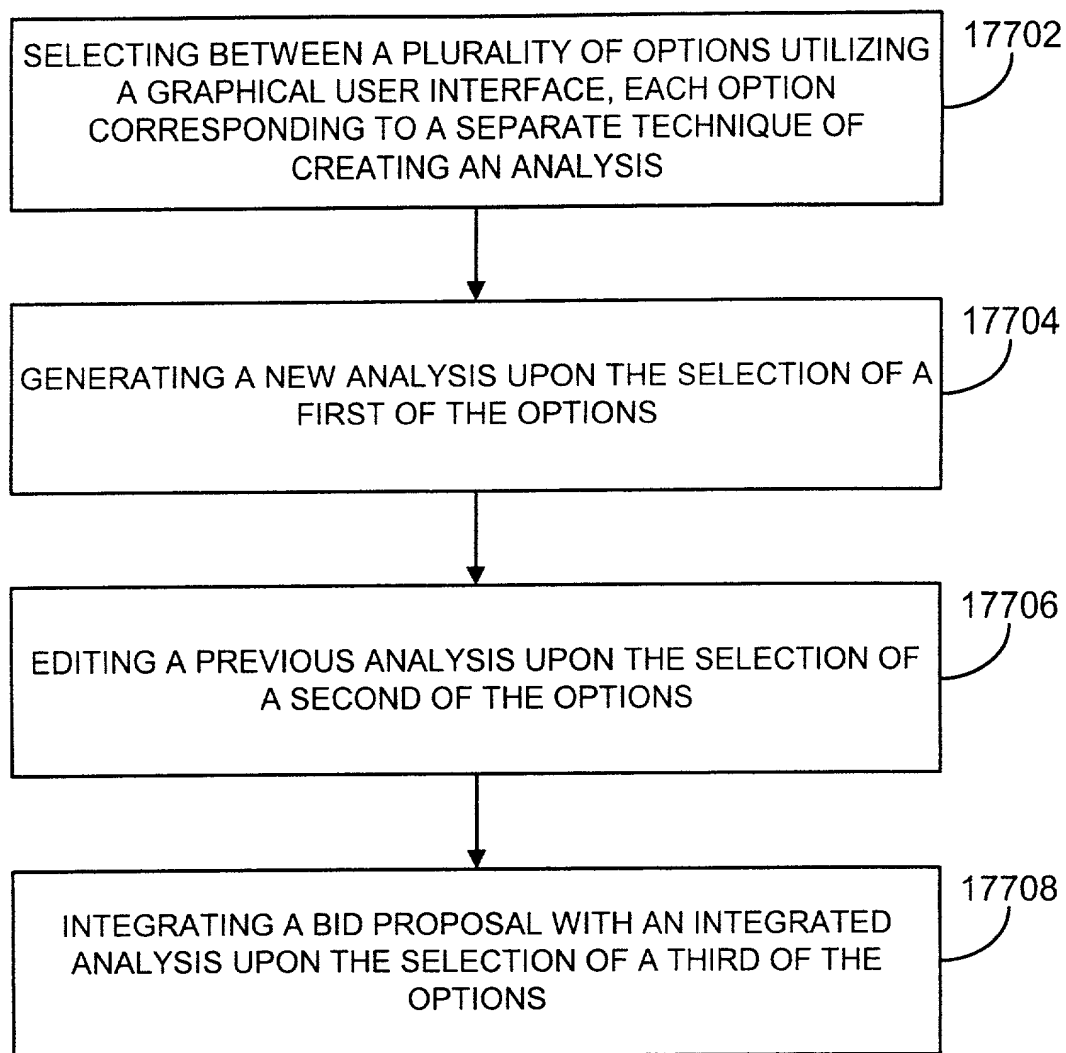 SELECTING BETWEEN A PLURALITY OF OPTIONS UTILIZING
A GRAPHICAL USER INTERFACE, EACH OPTION
CORRESPONDING TO A SEPARATE TECHNIQUE OF
CREATING AN ANALYSIS
17702
GENERATING A NEW ANALYSIS UPON THE SELECTION OF A
FIRST OF THE OPTIONS
17704
EDITING A PREVIOUS ANALYSIS UPON THE SELECTION OF
A SECOND OF THE OPTIONS
17706
INTEGRATING A BID PROPOSAL WITH AN INTEGRATED
ANALYSIS UPON THE SELECTION OF A THIRD OF THE
OPTIONS
17708